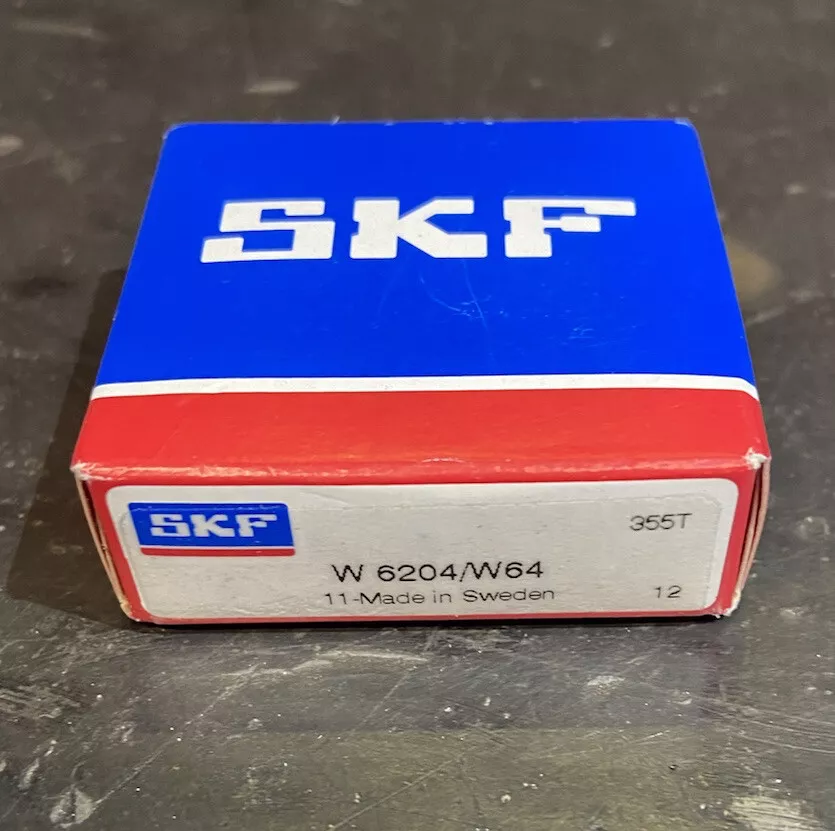 SKF
SKF
355T
W 6204/W64
11-Made in Sweden
12